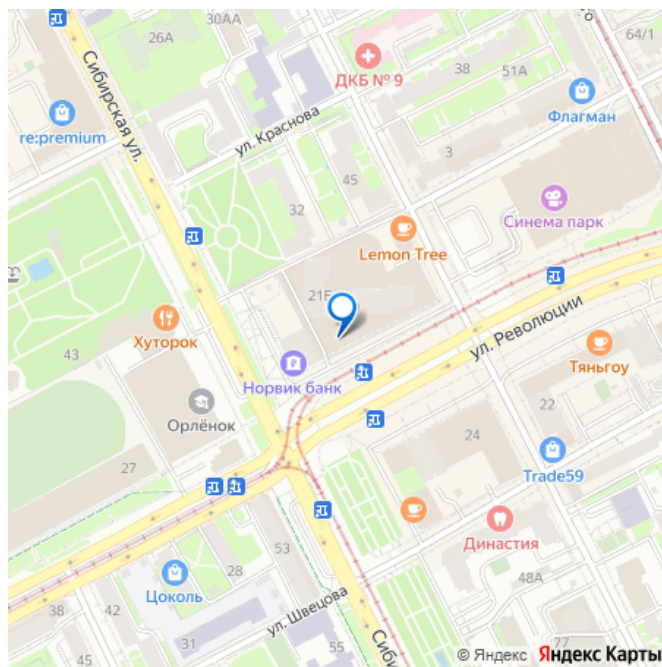 30АА
64/1
26А
ДКБ № 9
38
51А
Сибирская ул.
re:premium
Флагман
ул. Краснова
3
45
32
Синема парк
Lemon Tree
21Б
ул. Революции
Хуторок
43
Норвик банк
Тяньгоу
Орлёнок
22
24
27
Trade59
Династия
53
28
48А
Цоколь
ул. Швецова
38
31
42
45
55
77
© Яндекс Яндекс Карты